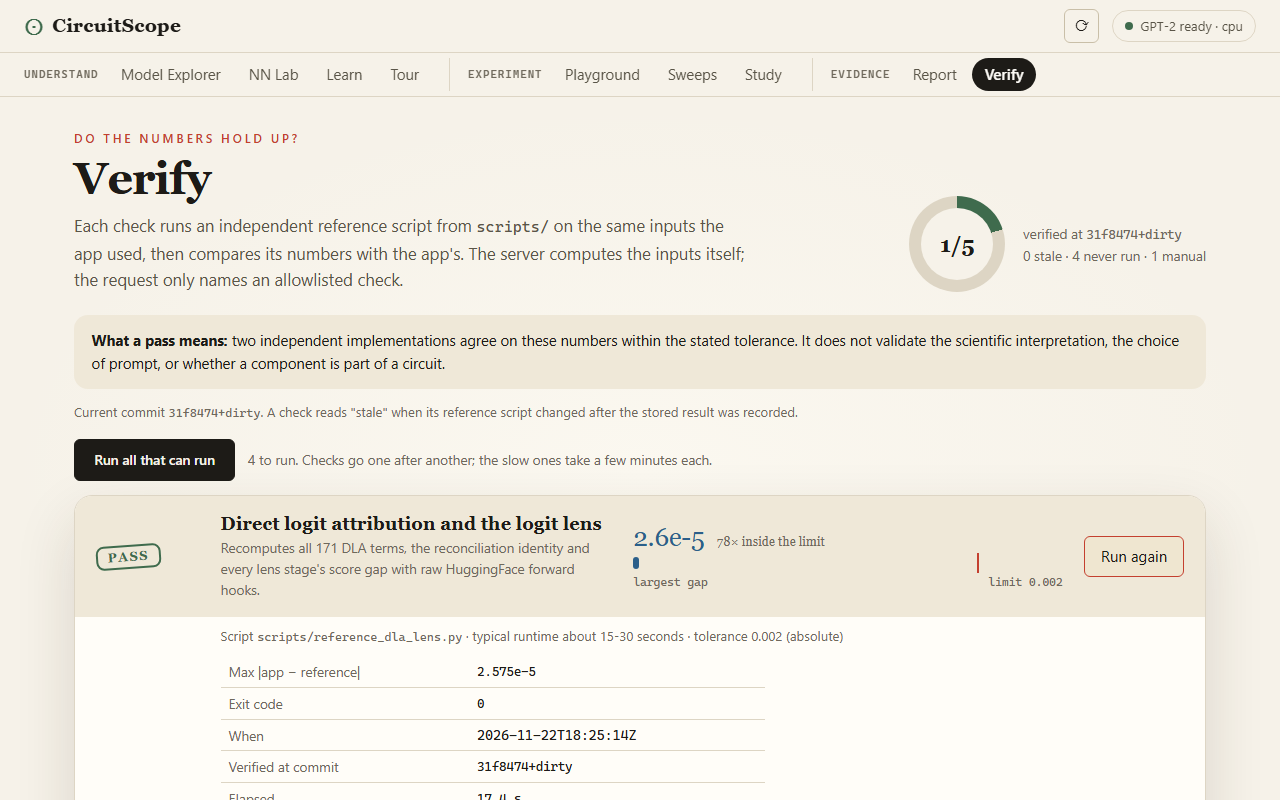 CircuitScope
GPT-2 ready · cpu
UNDERSTAND Model Explorer NN Lab Learn Tour EXPERIMENT Playground Sweeps Study EVIDENCE Report Verify
DO THE NUMBERS HOLD UP?
Verify
Each check runs an independent reference script from scripts/ on the same inputs the
app used, then compares its numbers with the app's. The server computes the inputs itself;
the request only names an allowlisted check.
1/5
verified at 31f8474+dirty
0 stale · 4 never run · 1 manual
What a pass means: two independent implementations agree on these numbers within the stated tolerance. It does not validate the scientific interpretation, the choice
of prompt, or whether a component is part of a circuit.
Current commit 31f8474+dirty. A check reads "stale" when its reference script changed after the stored result was recorded.
Run all that can run
4 to run. Checks go one after another; the slow ones take a few minutes each.
PASS
Direct logit attribution and the logit lens
Recomputes all 171 DLA terms, the reconciliation identity and
every lens stage's score gap with raw HuggingFace forward
hooks.
2.6e-5 78× inside the limit
largest gap
limit 0.002
Run again
Script scripts/reference_dla_lens.py · typical runtime about 15-30 seconds · tolerance 0.002 (absolute)
Max |app − reference| 2.575e-5
Exit code 0
When 2026-11-22T18:25:14Z
Verified at commit 31f8474+dirty
Elapsed 17.4 s